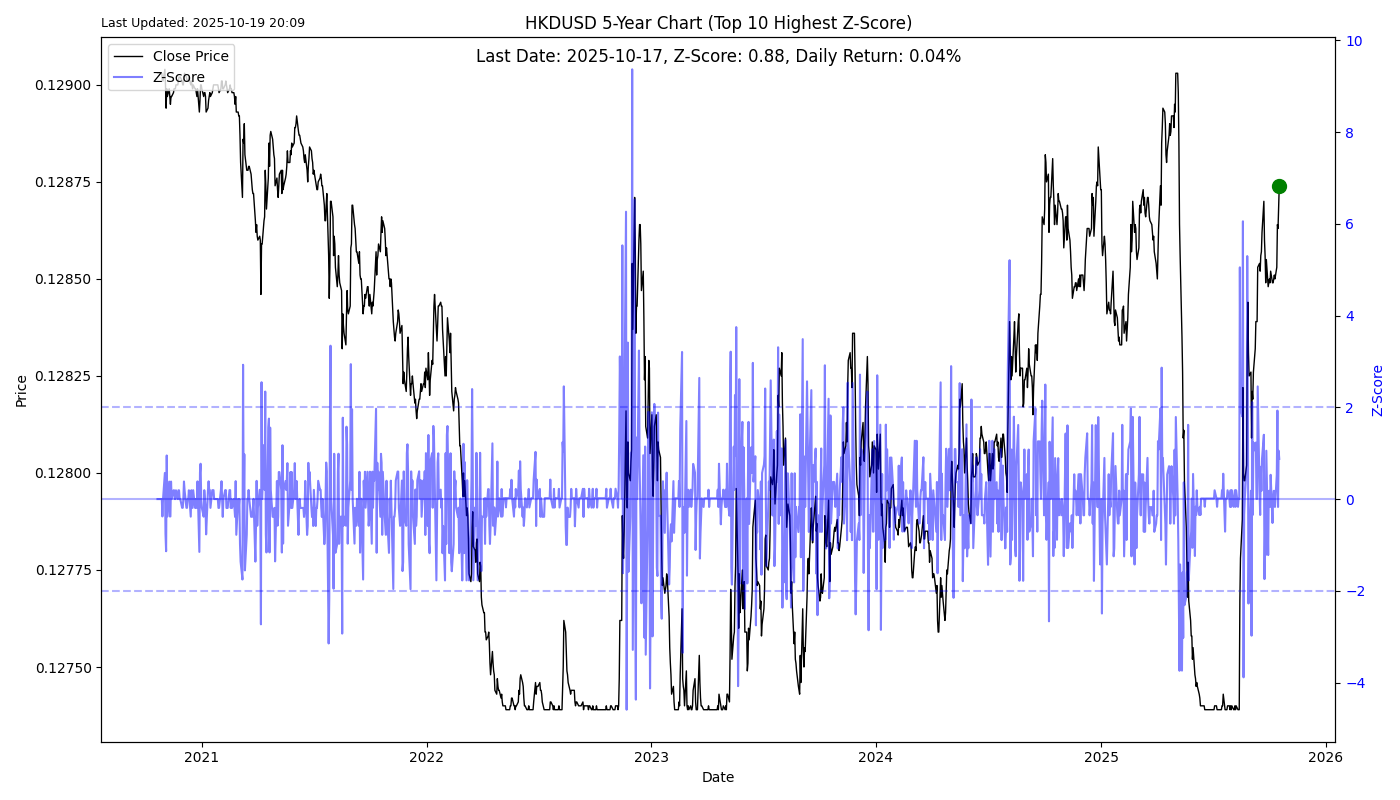 Last Updated: 2025-10-19 20:09
HKDUSD 5-Year Chart (Top 10 Highest Z-Score)
Last Date: 2025-10-17, Z-Score: 0.88, Daily Return: 0.04%
Close Price
Z-Score
0.12900
0.12875
0.12850
0.12825
0.12800
0.12775
0.12750
Price
10
8
6
4
2
0
−2
−4
Z-Score
2021
2022
2023
2024
2025
2026
Date